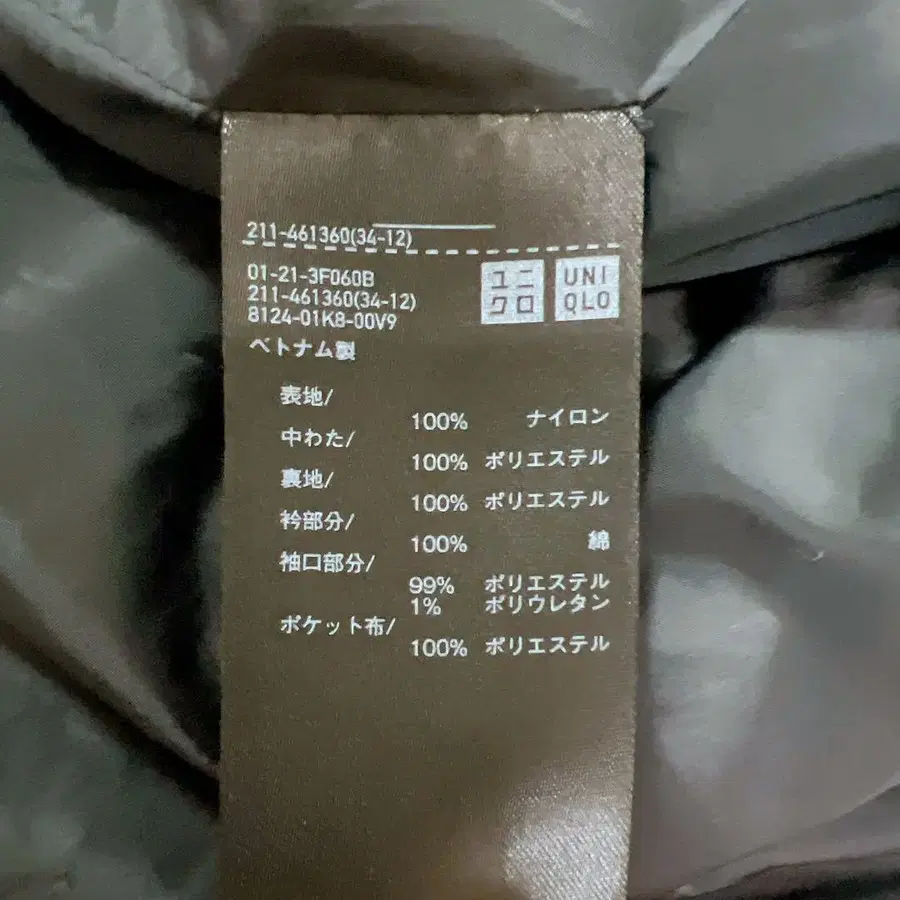 211-461360(34-12)
01-21-3F060B
211-461360(34-12)
8124-01K8-00V9
ユニ
クロ
UNI
QLO
ベトナム製
表地/
100% ナイロン
中わた/
100% ポリエステル
裏地/
100% ポリエステル
衿部分/
100% 綿
袖口部分/
99% ポリエステル
1% ポリウレタン
ポケット布/
100% ポリエステル